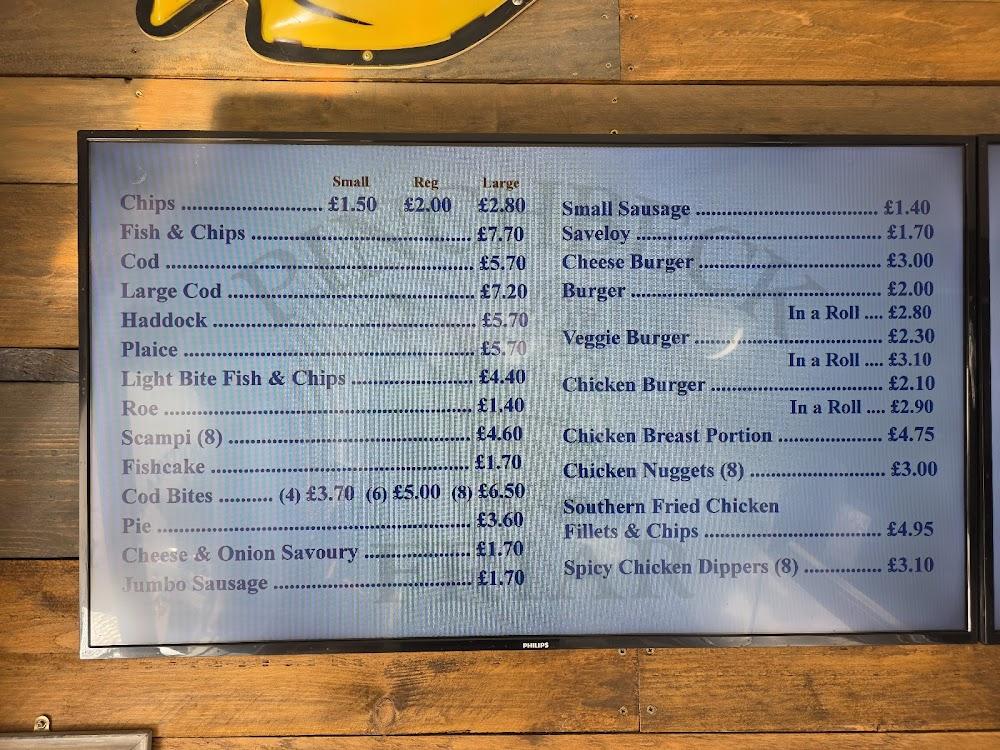 Small Reg Large
Chips ........................ £1.50 £2.00 £2.80
Fish & Chips ........................ £7.70
Cod ........................ £5.70
Large Cod ........................ £7.20
Haddock ........................ £5.70
Plaice ........................ £5.70
Light Bite Fish & Chips ........................ £4.40
Roe ........................ £1.40
Scampi (8) ........................ £4.60
Fishcake ........................ £1.70
Cod Bites .......... (4) £3.70 (6) £5.00 (8) £6.50
Pie ........................ £3.60
Cheese & Onion Savoury .................... £1.70
Jumbo Sausage ........................ £1.70
Small Sausage ........................ £1.40
Saveloy ........................ £1.70
Cheese Burger ........................ £3.00
Burger ........................ £2.00
In a Roll .... £2.80
Veggie Burger ........................ £2.30
In a Roll .... £3.10
Chicken Burger ........................ £2.10
In a Roll .... £2.90
Chicken Breast Portion .................... £4.75
Chicken Nuggets (8) ........................ £3.00
Southern Fried Chicken
Fillets & Chips ........................ £4.95
Spicy Chicken Dippers (8) .............. £3.10
PHILIPS